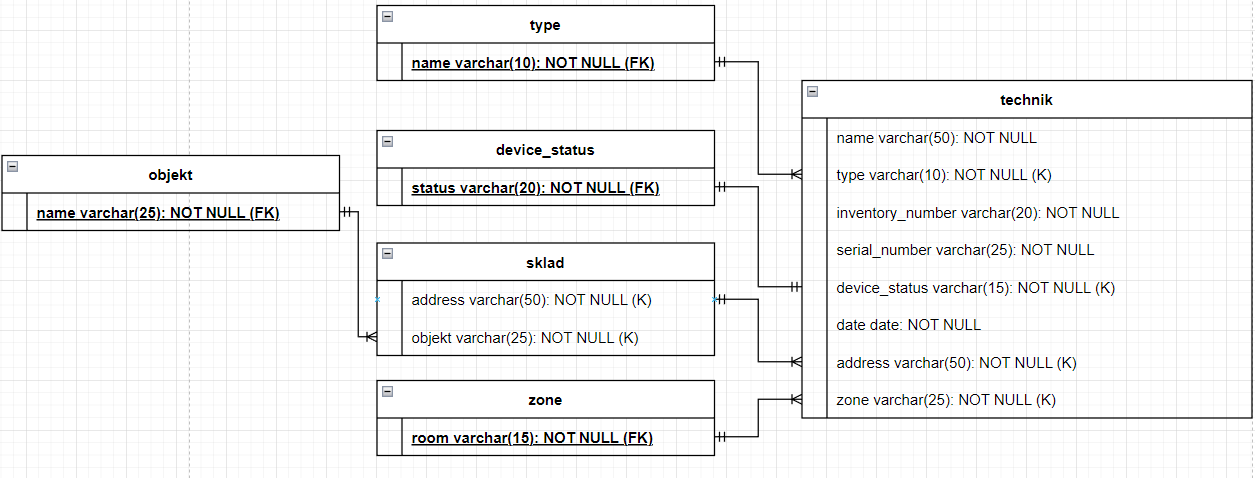 type
name varchar(10): NOT NULL (FK)
device_status
status varchar(20): NOT NULL (FK)
objekt
name varchar(25): NOT NULL (FK)
sklad
address varchar(50): NOT NULL (K)
objekt varchar(25): NOT NULL (K)
zone
room varchar(15): NOT NULL (FK)
technik
name varchar(50): NOT NULL
type varchar(10): NOT NULL (K)
inventory_number varchar(20): NOT NULL
serial_number varchar(25): NOT NULL
device_status varchar(15): NOT NULL (K)
date date: NOT NULL
address varchar(50): NOT NULL (K)
zone varchar(25): NOT NULL (K)